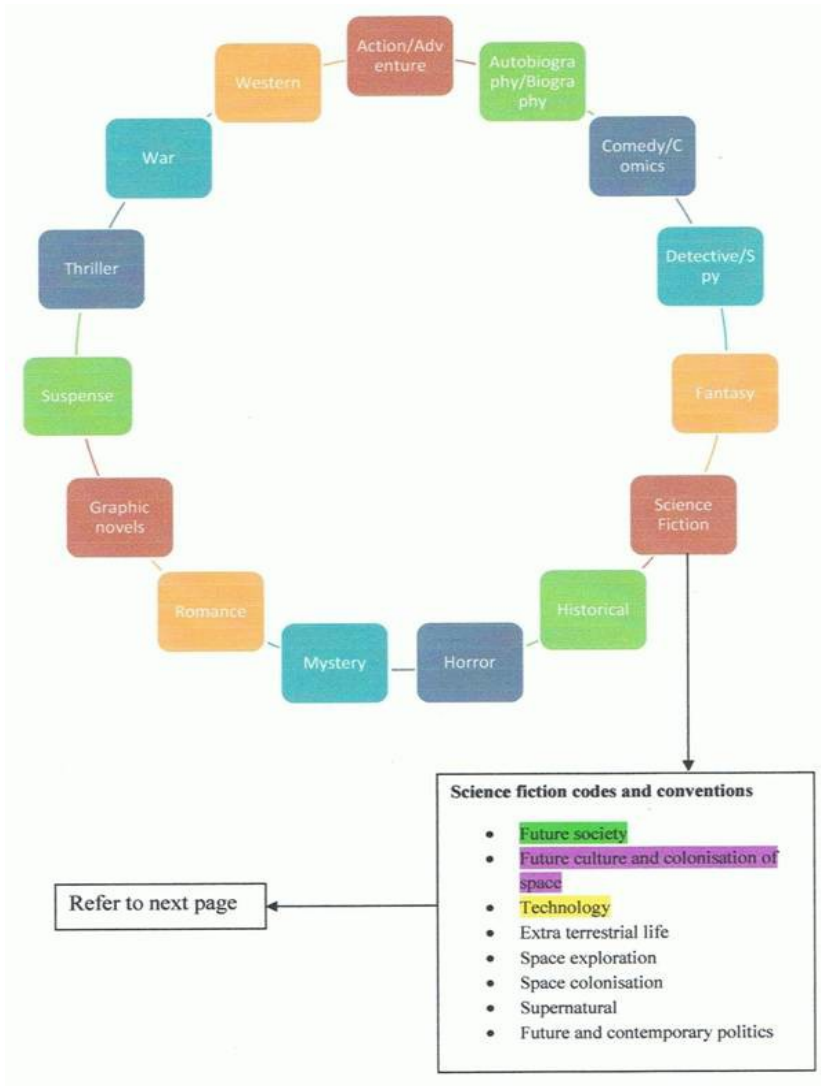 Action/Adv
enture
Autobiogra
phy/Biogra
phy
Comedy/C
omics
Detective/S
py
Fantasy
Science
Fiction
Historical
Horror
Mystery
Romance
Graphic
novels
Suspense
Thriller
War
Western
Science fiction codes and conventions
• Future society
• Future culture and colonisation of
space
• Technology
• Extra terrestrial life
• Space exploration
• Space colonisation
• Supernatural
• Future and contemporary politics
Refer to next page